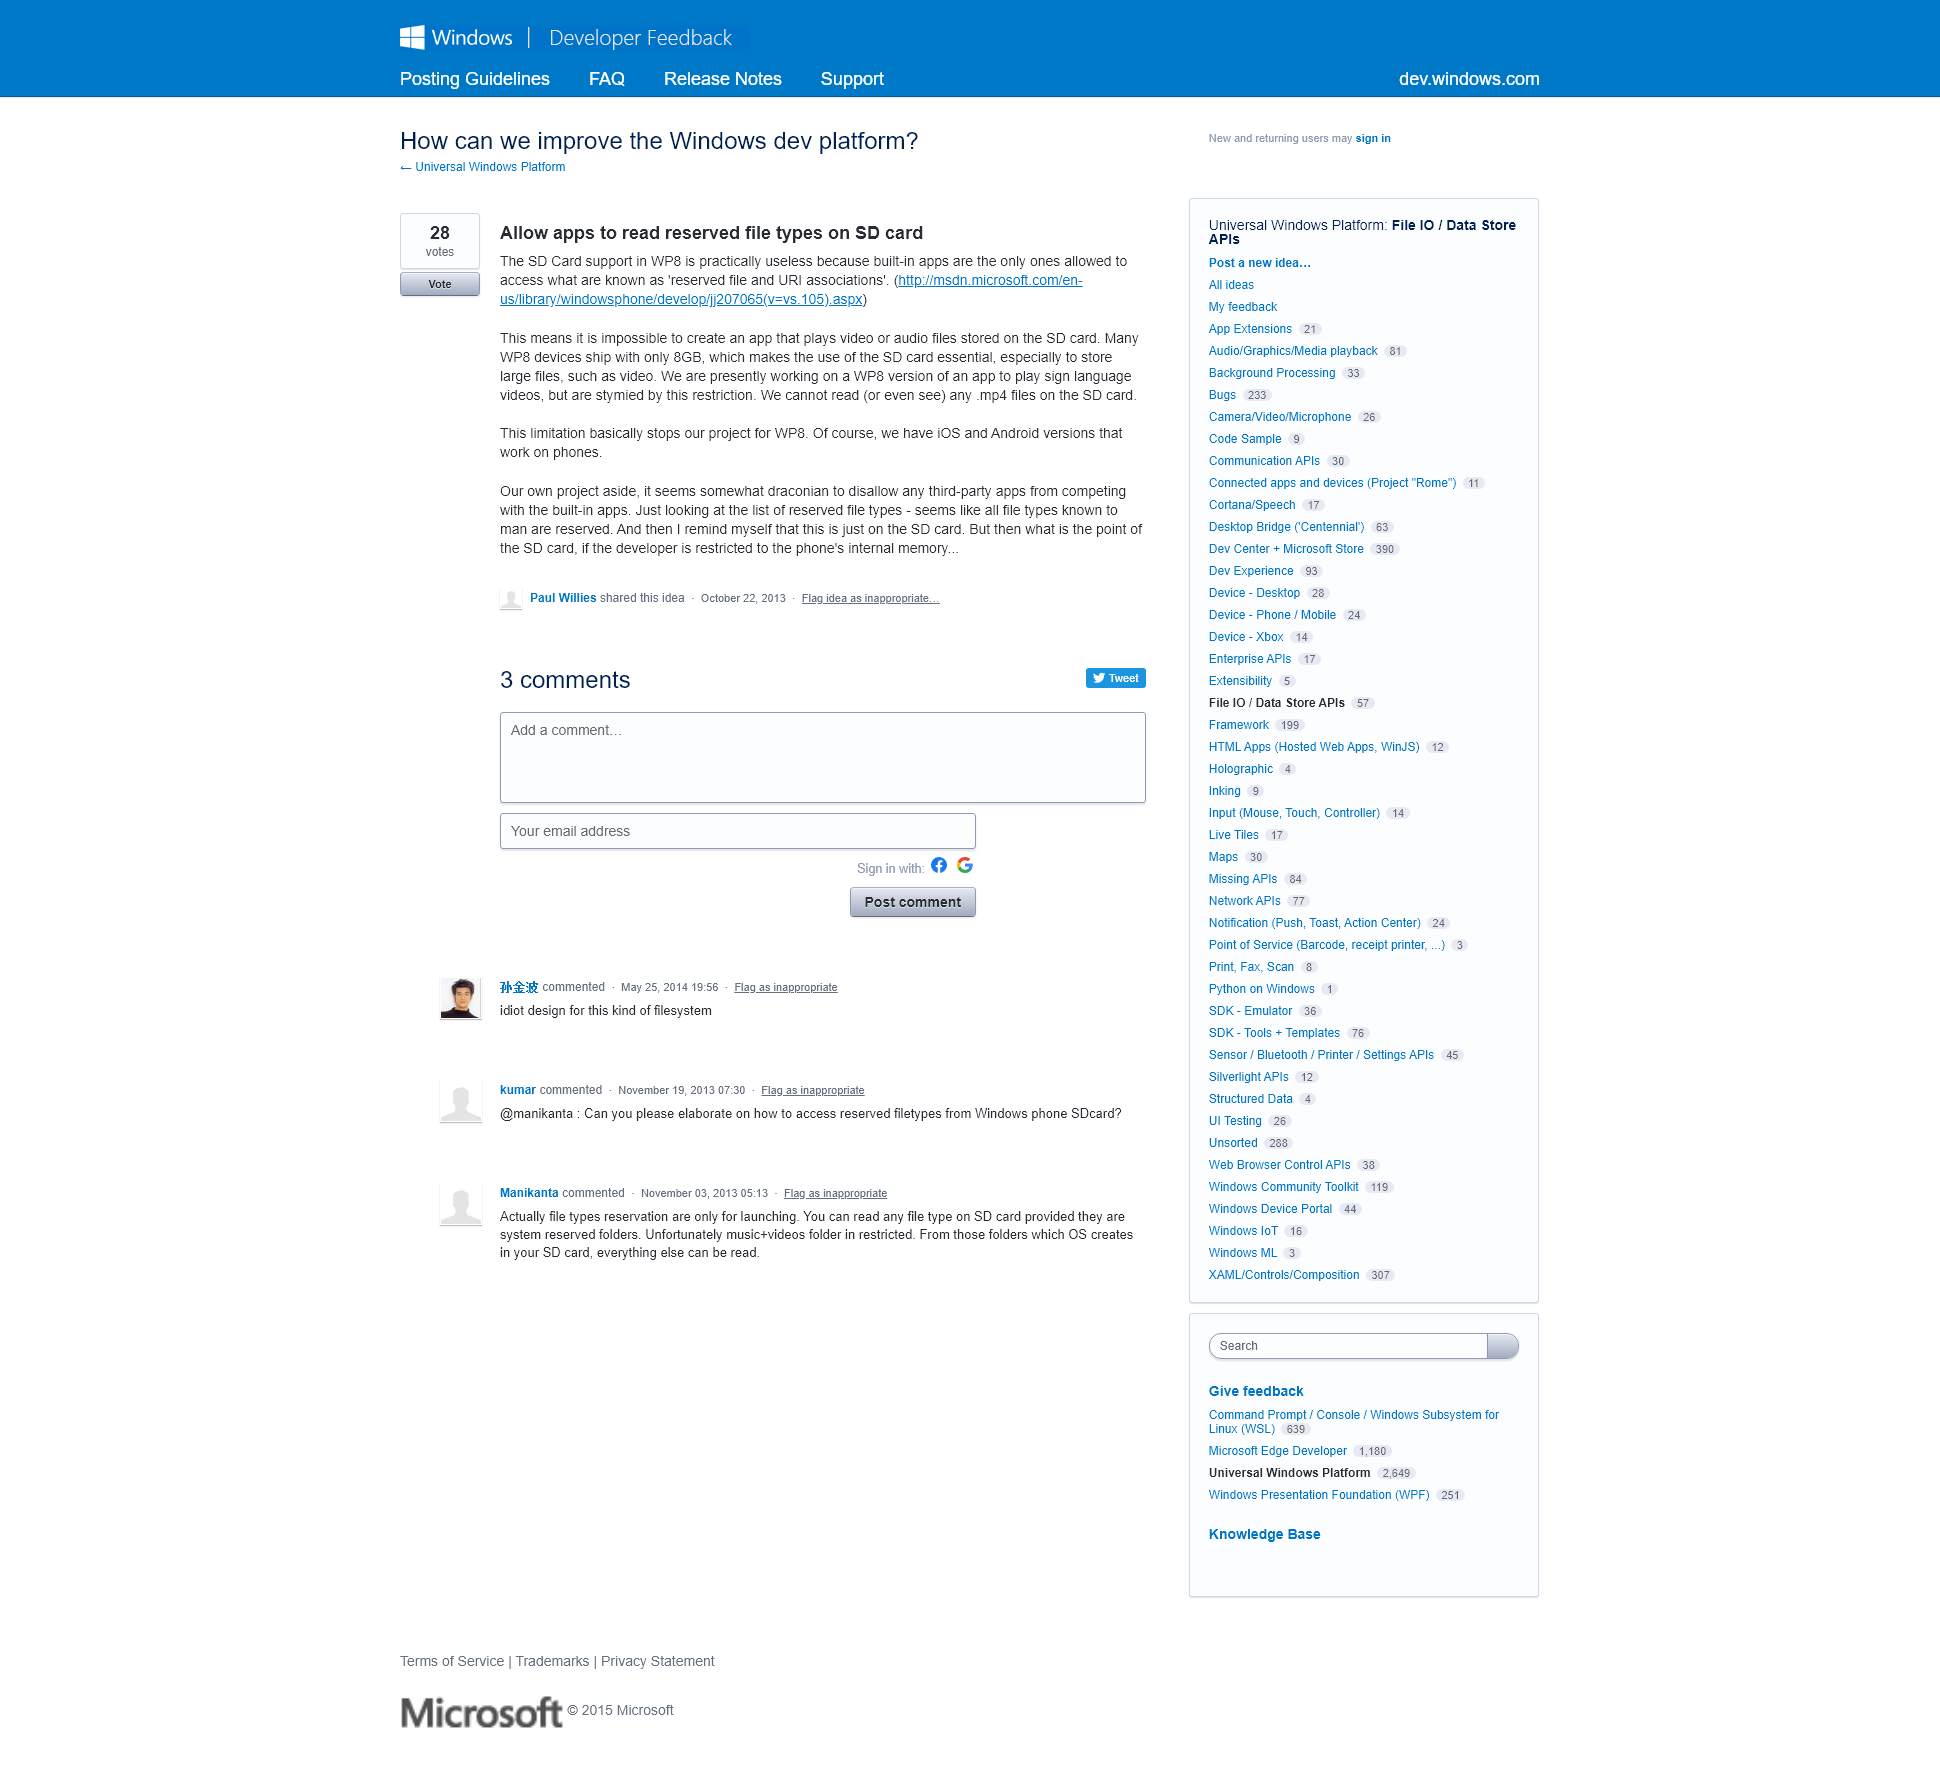 Windows | Developer Feedback
Posting Guidelines FAQ Release Notes Support dev.windows.com
How can we improve the Windows dev platform?
← Universal Windows Platform
New and returning users may sign in
28
votes
Vote
Allow apps to read reserved file types on SD card
The SD Card support in WP8 is practically useless because built-in apps are the only ones allowed to
access what are known as 'reserved file and URI associations'. (http://msdn.microsoft.com/en-
us/library/windowsphone/develop/jj207065(v=vs.105).aspx)
This means it is impossible to create an app that plays video or audio files stored on the SD card. Many
WP8 devices ship with only 8GB, which makes the use of the SD card essential, especially to store
large files, such as video. We are presently working on a WP8 version of an app to play sign language
videos, but are stymied by this restriction. We cannot read (or even see) any .mp4 files on the SD card.
This limitation basically stops our project for WP8. Of course, we have iOS and Android versions that
work on phones.
Our own project aside, it seems somewhat draconian to disallow any third-party apps from competing
with the built-in apps. Just looking at the list of reserved file types - seems like all file types known to
man are reserved. And then I remind myself that this is just on the SD card. But then what is the point of
the SD card, if the developer is restricted to the phone's internal memory...
Paul Willies shared this idea · October 22, 2013 · Flag idea as inappropriate…
3 comments
Tweet
Add a comment…
Your email address
Sign in with:
Post comment
孙金波 commented · May 25, 2014 19:56 · Flag as inappropriate
idiot design for this kind of filesystem
kumar commented · November 19, 2013 07:30 · Flag as inappropriate
@manikanta : Can you please elaborate on how to access reserved filetypes from Windows phone SDcard?
Manikanta commented · November 03, 2013 05:13 · Flag as inappropriate
Actually file types reservation are only for launching. You can read any file type on SD card provided they are
system reserved folders. Unfortunately music+videos folder in restricted. From those folders which OS creates
in your SD card, everything else can be read.
Universal Windows Platform: File IO / Data Store
APIs
Post a new idea…
All ideas
My feedback
App Extensions 21
Audio/Graphics/Media playback 81
Background Processing 33
Bugs 233
Camera/Video/Microphone 26
Code Sample 9
Communication APIs 30
Connected apps and devices (Project "Rome") 11
Cortana/Speech 17
Desktop Bridge ('Centennial') 63
Dev Center + Microsoft Store 390
Dev Experience 93
Device - Desktop 28
Device - Phone / Mobile 24
Device - Xbox 14
Enterprise APIs 17
Extensibility 5
File IO / Data Store APIs 57
Framework 199
HTML Apps (Hosted Web Apps, WinJS) 12
Holographic 4
Inking 9
Input (Mouse, Touch, Controller) 14
Live Tiles 17
Maps 30
Missing APIs 84
Network APIs 77
Notification (Push, Toast, Action Center) 24
Point of Service (Barcode, receipt printer, ...) 3
Print, Fax, Scan 8
Python on Windows 1
SDK - Emulator 36
SDK - Tools + Templates 76
Sensor / Bluetooth / Printer / Settings APIs 45
Silverlight APIs 12
Structured Data 4
UI Testing 26
Unsorted 288
Web Browser Control APIs 38
Windows Community Toolkit 119
Windows Device Portal 44
Windows IoT 16
Windows ML 3
XAML/Controls/Composition 307
Search
Give feedback
Command Prompt / Console / Windows Subsystem for
Linux (WSL) 639
Microsoft Edge Developer 1,180
Universal Windows Platform 2,649
Windows Presentation Foundation (WPF) 251
Knowledge Base
Terms of Service | Trademarks | Privacy Statement
Microsoft © 2015 Microsoft